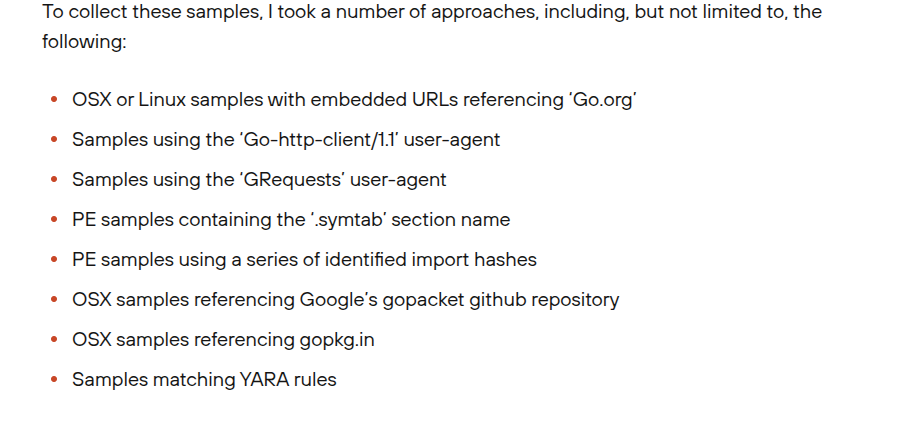 To collect these samples, I took a number of approaches, including, but not limited to, the
following:
• OSX or Linux samples with embedded URLs referencing ‘Go.org’
• Samples using the ‘Go-http-client/1.1’ user-agent
• Samples using the ‘GRequests’ user-agent
• PE samples containing the ‘.symtab’ section name
• PE samples using a series of identified import hashes
• OSX samples referencing Google’s gopacket github repository
• OSX samples referencing gopkg.in
• Samples matching YARA rules